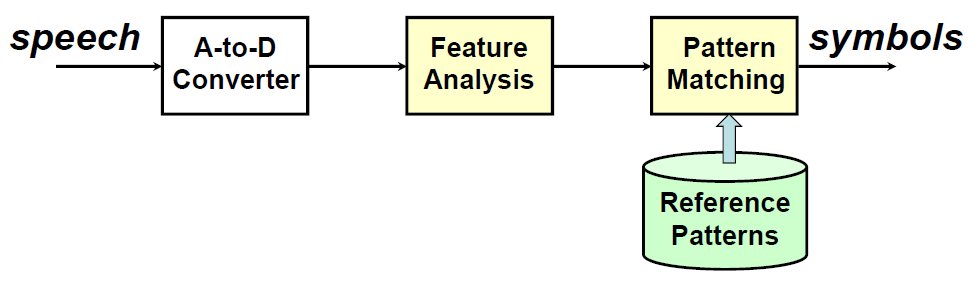 speech
A-to-D
Converter
Feature
Analysis
Pattern
Matching
symbols
Reference
Patterns